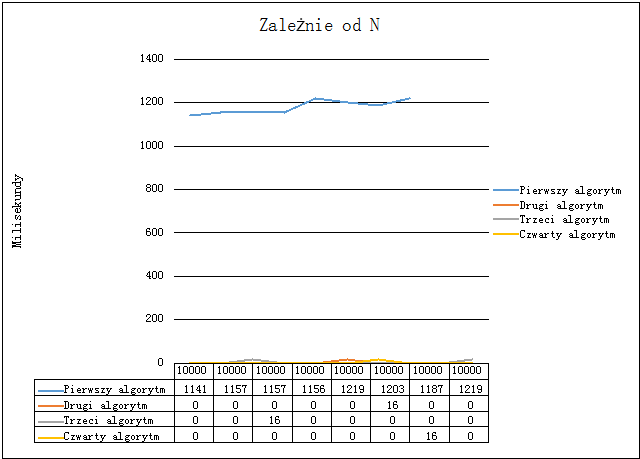 Zależnie od N
1400
1200
1000
800
600
400
200
0
Milisekundy
Pierwszy algorytm
Drugi algorytm
Trzeci algorytm
Czwarty algorytm
10000 10000 10000 10000 10000 10000 10000 10000 10000 10000
Pierwszy algorytm 1141 1157 1157 1156 1219 1203 1187 1219
Drugi algorytm 0 0 0 0 0 16 0 0
Trzeci algorytm 0 0 16 0 0 0 0 0
Czwarty algorytm 0 0 0 0 0 0 16 0